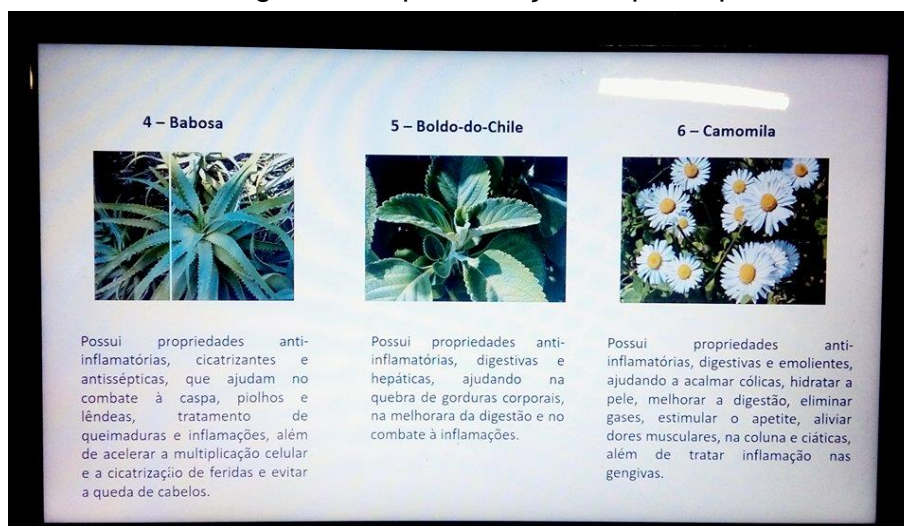 4 – Babosa
Possui propriedades anti-
inflamatórias, cicatrizantes e
antissépticas, que ajudam no
combate à caspa, piolhos e
lêndeas, tratamento de
queimaduras e inflamações, além
de acelerar a multiplicação celular
e a cicatrização de feridas e evitar
a queda de cabelos.
5 – Boldo-do-Chile
Possui propriedades anti-
inflamatórias, digestivas e
hepáticas, ajudando na
quebra de gorduras corporais,
na melhorara da digestão e no
combate à inflamações.
6 – Camomila
Possui propriedades anti-
inflamatórias, digestivas e emolientes,
ajudando a acalmar cólicas, hidratar a
pele, melhorar a digestão, eliminar
gases, estimular o apetite, aliviar
dores musculares, na coluna e ciáticas,
além de tratar inflamação nas
gengivas.